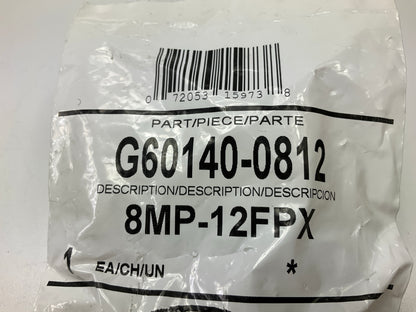 0 72053 15973 8
PART/PIECE/PARTE
G60140-0812
DESCRIPTION/DESCRIPTION/DESCRIPCION
8MP-12FPX
1 EA/CH/UN *